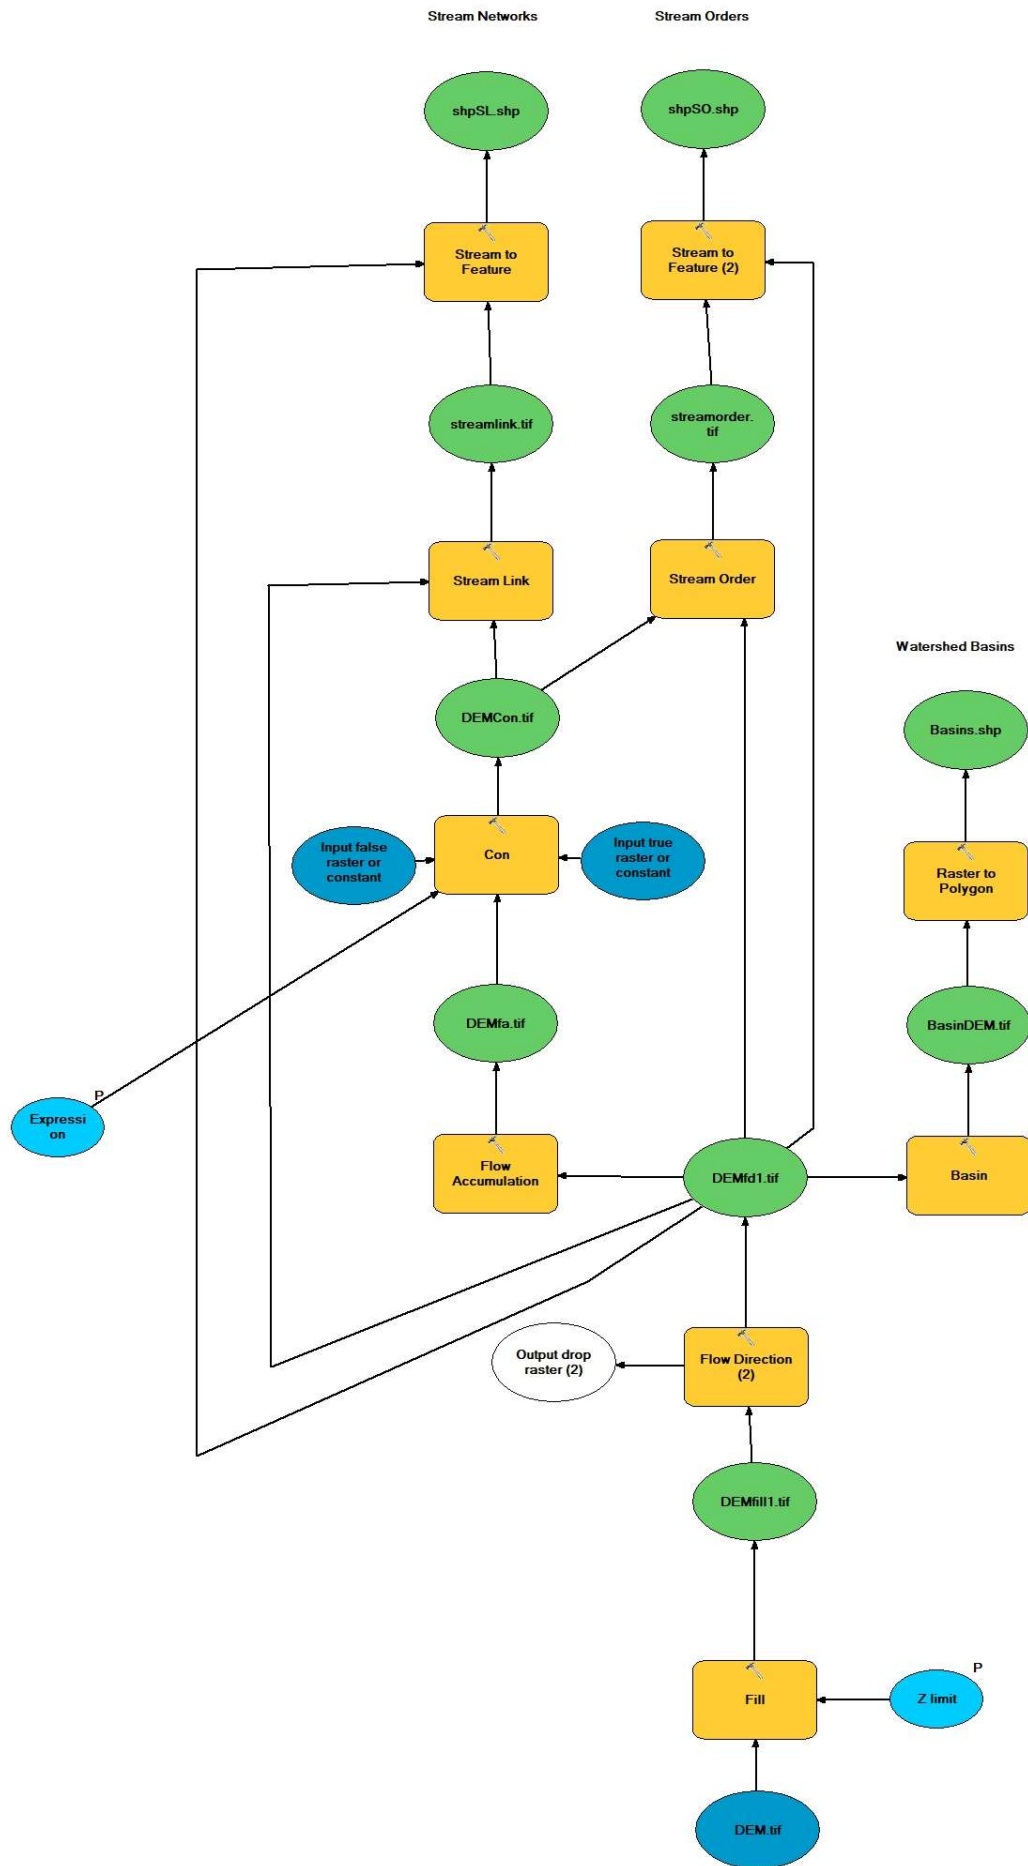 Stream Networks
Stream Orders
shpSL.shp
shpSO.shp
Stream to
Feature
Stream to
Feature (2)
streamlink.tif
streamorder.
tif
Stream Link
Stream Order
Watershed Basins
DEMCon.tif
Basins.shp
Input false
raster or
constant
Con
Input true
raster or
constant
Raster to
Polygon
DEMfa.tif
BasinDEM.tif
P
Expressi
on
Flow
Accumulation
DEMfd1.tif
Basin
Output drop
raster (2)
Flow Direction
(2)
DEMfill1.tif
P
Fill
Z limit
DEM.tif